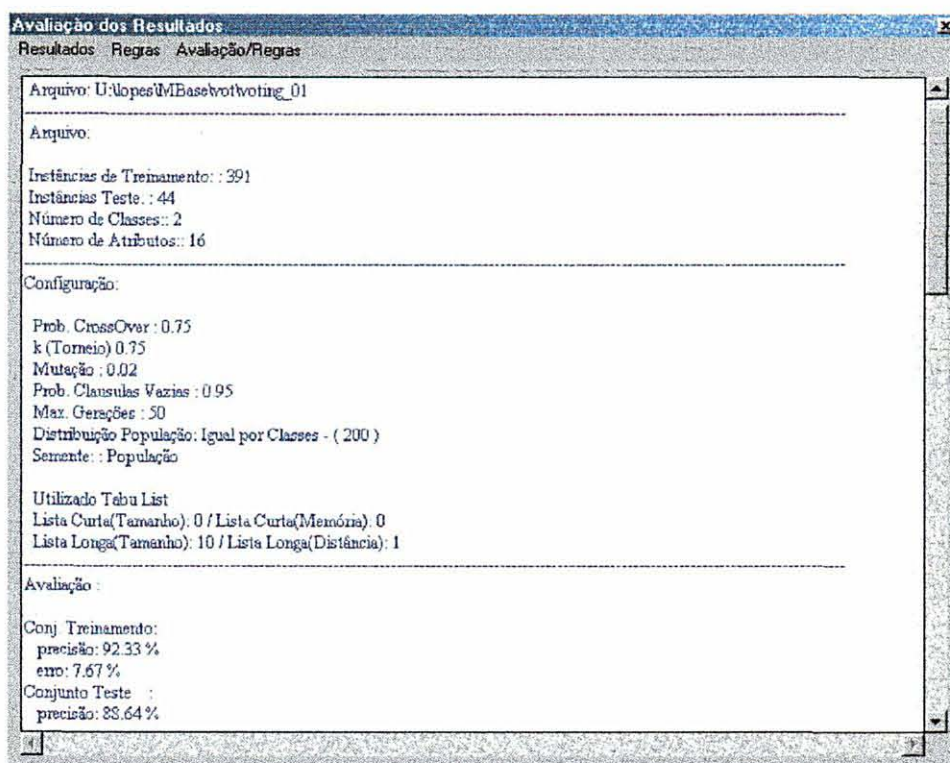 Avaliação dos Resultados
Resultados Regras Avaliação/Regras
Arquivo: U:\lopes\MBase\vot\voting_01
Arquivo:
Instâncias de Treinamento: : 391
Instâncias Teste. : 44
Número de Classes:: 2
Número de Atributos:: 16
Configuração:
Prob. CrossOver : 0.75
k (Torneio) 0.75
Mutação : 0.02
Prob. Clausulas Vazias : 0.95
Max. Gerações : 50
Distribuição População: Igual por Classes - ( 200 )
Semente: : População
Utilizado Tabu List
Lista Curta(Tamanho): 0 / Lista Curta(Memória): 0
Lista Longa(Tamanho): 10 / Lista Longa(Distância): 1
Avaliação :
Conj. Treinamento:
precisão: 92.33 %
erro: 7.67 %
Conjunto Teste :
precisão: 88.64 %